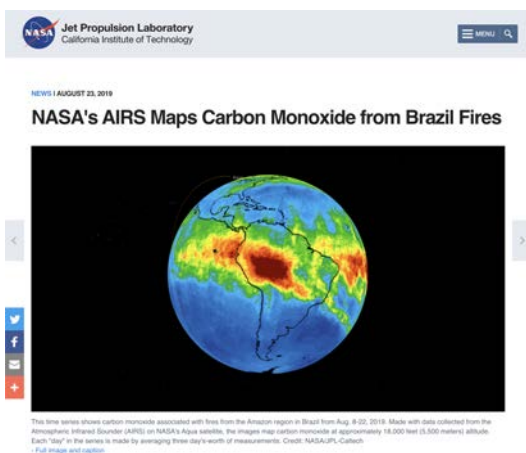 NASA
Jet Propulsion Laboratory
California Institute of Technology
MENU
NEWS | AUGUST 23, 2019
NASA's AIRS Maps Carbon Monoxide from Brazil Fires
This time series shows carbon monoxide associated with fires from the Amazon region in Brazil from Aug. 8-22, 2019. Made with data collected from the
Atmospheric Infrared Sounder (AIRS) on NASA's Aqua satellite, the images map carbon monoxide at approximately 18,000 feet (5,500 meters) altitude.
Each "day" in the series is made by averaging three day's-worth of measurements. Credit: NASA/JPL-Caltech
› Full image and caption